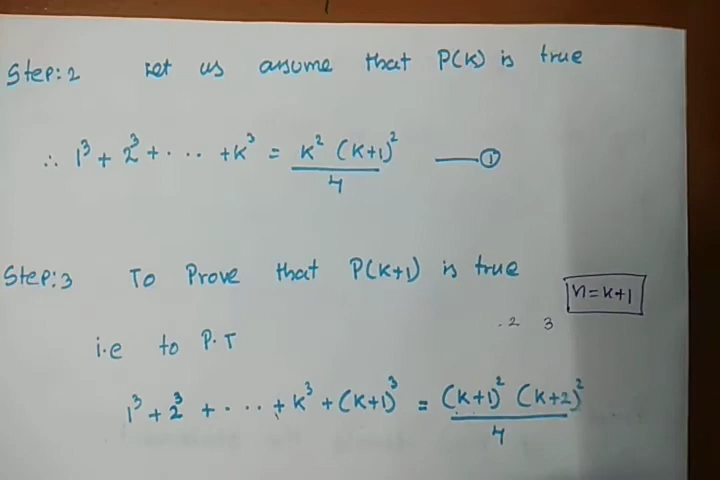 Step:2 Let us assume that P(K) is true
∴ 1³ + 2³ + · · · · + K³ = K² (K+1)² / 4 —— ①
Step:3 To Prove that P(K+1) is true
n = K+1
. 2 3
i.e to P.T
1³ + 2³ + · · · · + K³ + (K+1)³ = (K+1)² (K+2)² / 4